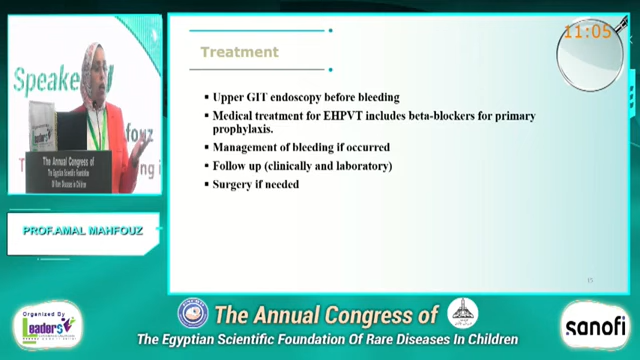 11:05
Treatment
Speake
▪ Upper GIT endoscopy before bleeding
▪ Medical treatment for EHPVT includes beta-blockers for primary
prophylaxis.
▪ Management of bleeding if occurred
▪ Follow up (clinically and laboratory)
▪ Surgery if needed
fouz
The Annual Congress of
The Egyptian Scientific Foundation
Of Rare Diseases In Children
PROF.AMAL MAHFOUZ
15
Organized By
Leaders
The Annual Congress of
The Egyptian Scientific Foundation Of Rare Diseases In Children
sanofi